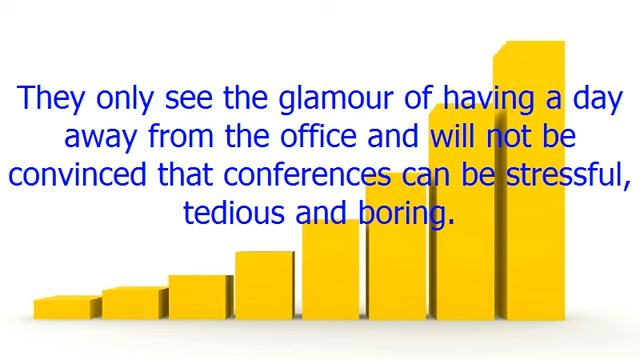 They only see the glamour of having a day
away from the office and will not be
convinced that conferences can be stressful,
tedious and boring.